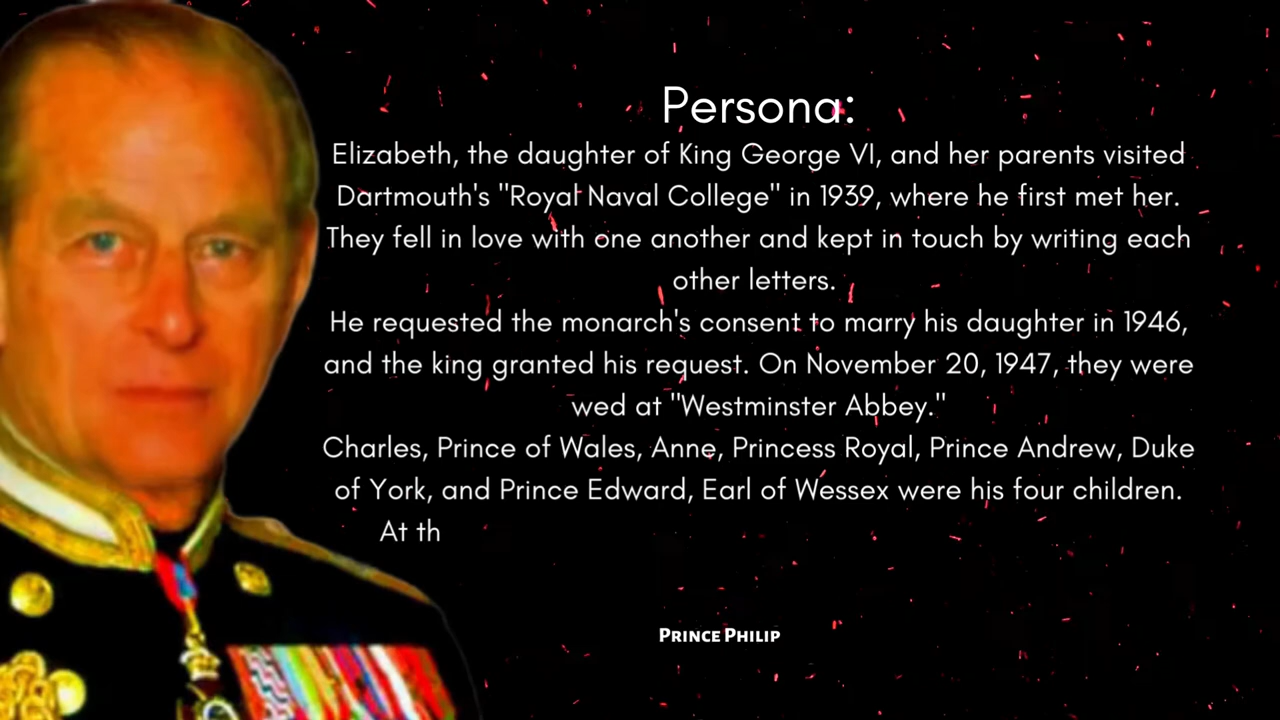 Persona:
Elizabeth, the daughter of King George VI, and her parents visited
Dartmouth's "Royal Naval College" in 1939, where he first met her.
They fell in love with one another and kept in touch by writing each
other letters.
He requested the monarch's consent to marry his daughter in 1946,
and the king granted his request. On November 20, 1947, they were
wed at "Westminster Abbey."
Charles, Prince of Wales, Anne, Princess Royal, Prince Andrew, Duke
of York, and Prince Edward, Earl of Wessex were his four children.
At th
Prince Philip